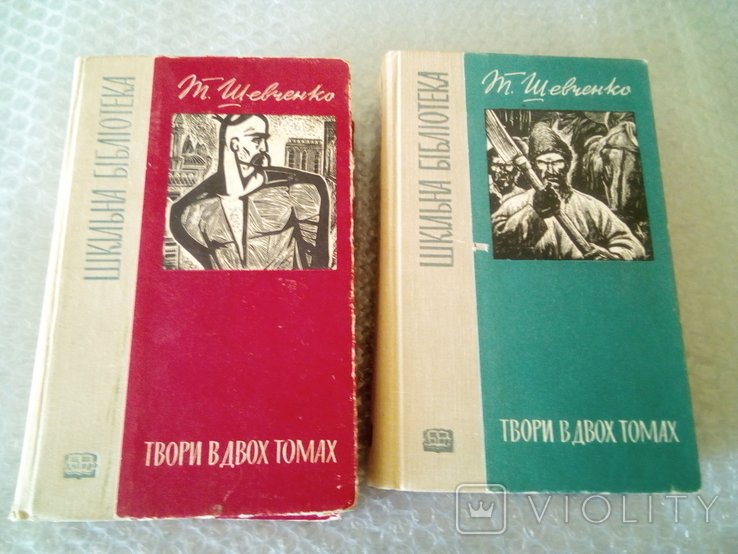 Т. Шевченко
ШКІЛЬНА БІБЛІОТЕКА
ТВОРИ В ДВОХ ТОМАХ
Т. Шевченко
ШКІЛЬНА БІБЛІОТЕКА
ТВОРИ В ДВОХ ТОМАХ
VIOLITY